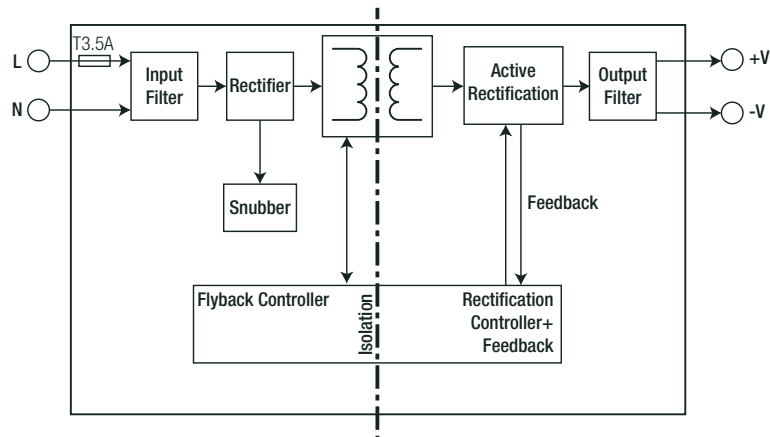 T3.5A
L
N
Input
Filter
Rectifier
Active
Rectification
Output
Filter
+V
-V
Snubber
Feedback
Flyback Controller
Isolation
Rectification
Controller+
Feedback